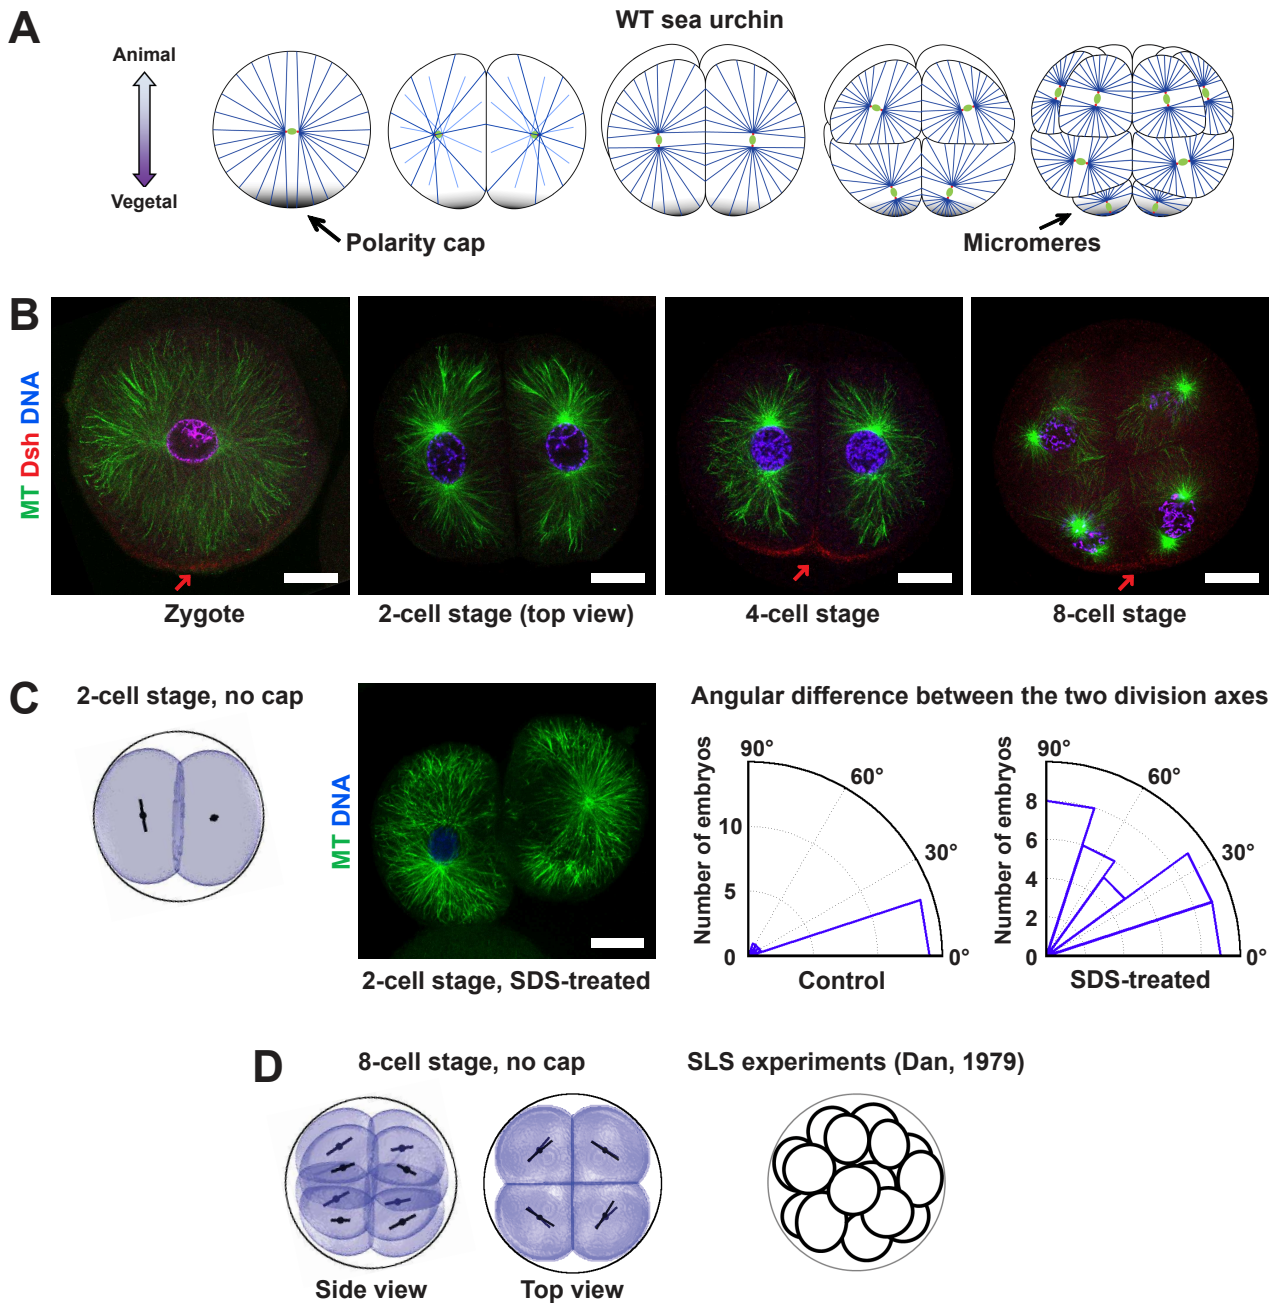 A
WT sea urchin
Animal
Vegetal
Polarity cap
Micromeres
B
MT Dsh DNA
Zygote
2-cell stage (top view)
4-cell stage
8-cell stage
C
2-cell stage, no cap
MT DNA
2-cell stage, SDS-treated
Angular difference between the two division axes
Number of embryos
90°
60°
30°
0°
10
5
0
Control
Number of embryos
90°
60°
30°
0°
8
6
4
2
0
SDS-treated
D
8-cell stage, no cap
SLS experiments (Dan, 1979)
Side view
Top view